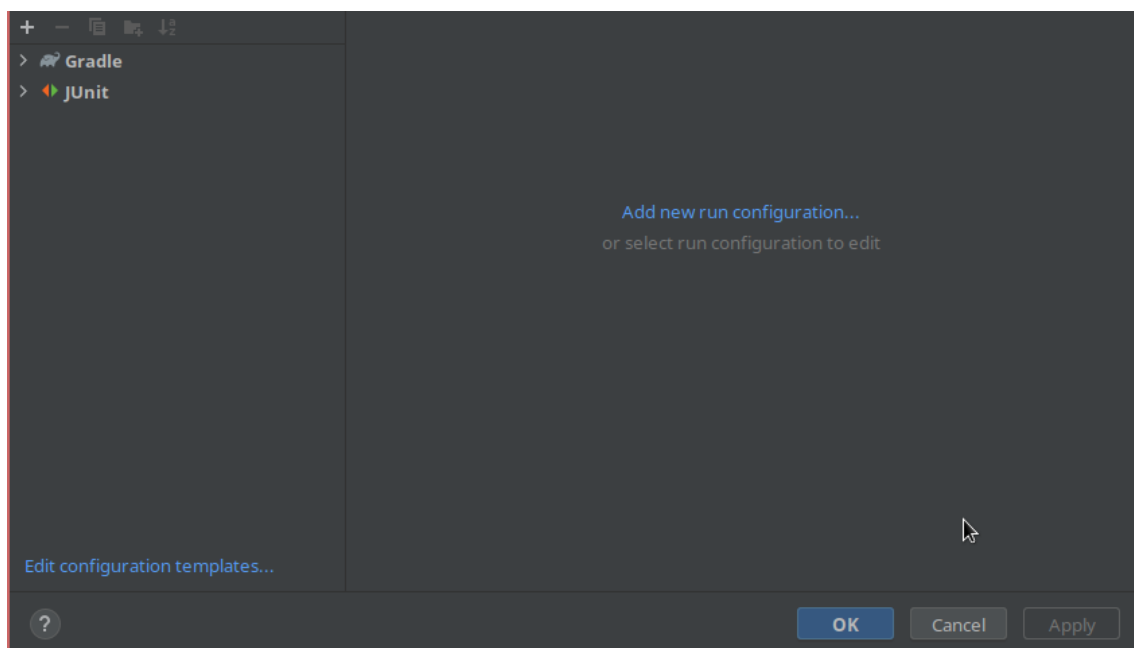 Gradle
JUnit
Add new run configuration...
or select run configuration to edit
Edit configuration templates...
?
OK
Cancel
Apply